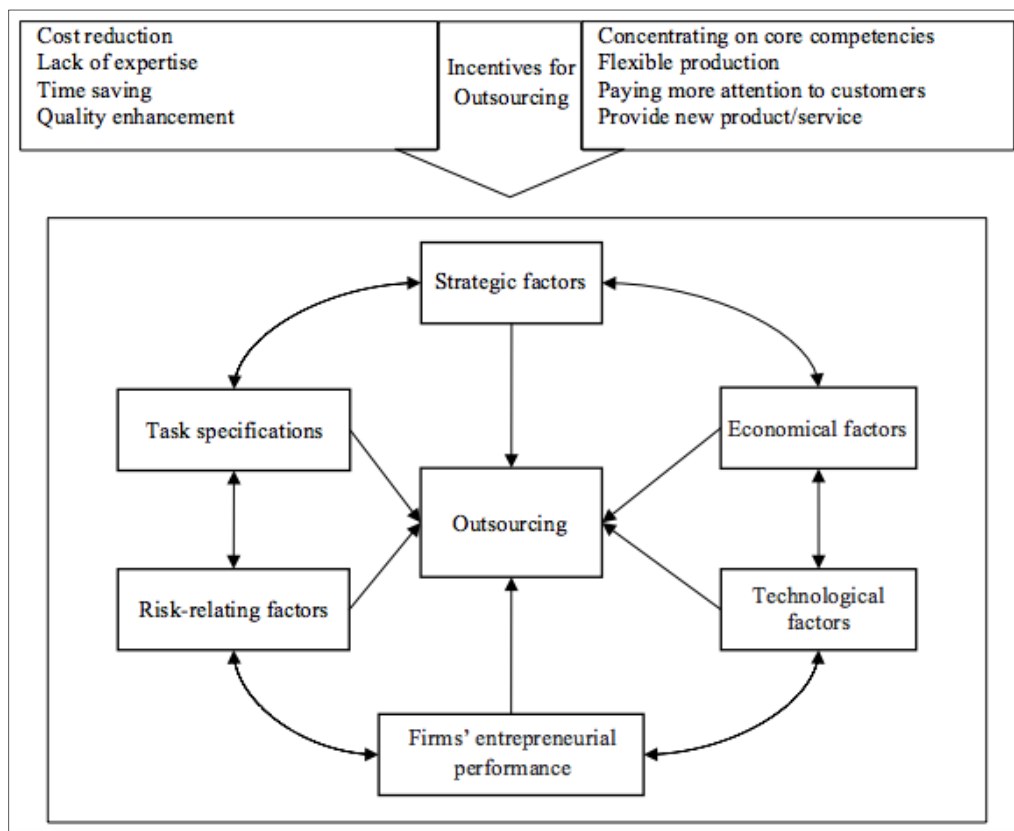 Cost reduction
Lack of expertise
Time saving
Quality enhancement
Incentives for
Outsourcing
Concentrating on core competencies
Flexible production
Paying more attention to customers
Provide new product/service
Strategic factors
Task specifications
Economical factors
Outsourcing
Risk-relating factors
Technological
factors
Firms’ entrepreneurial
performance